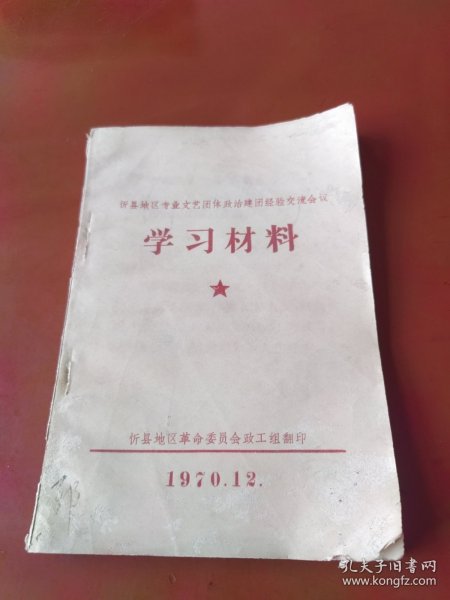 忻县地区专业文艺团体政治建团经验交流会议
学习材料
忻县地区革命委员会政工组翻印
1970.12.
孔夫子旧书网
www.kongfz.com